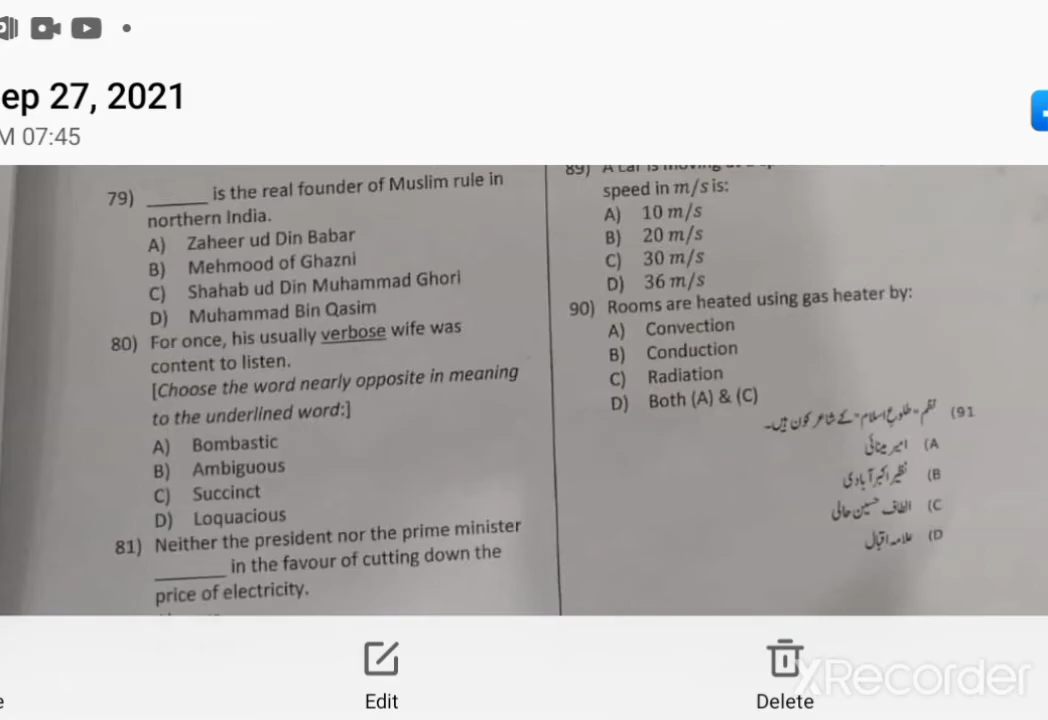 ep 27, 2021
M 07:45
79) ______ is the real founder of Muslim rule in
northern India.
A) Zaheer ud Din Babar
B) Mehmood of Ghazni
C) Shahab ud Din Muhammad Ghori
D) Muhammad Bin Qasim
80) For once, his usually verbose wife was
content to listen.
[Choose the word nearly opposite in meaning
to the underlined word:]
A) Bombastic
B) Ambiguous
C) Succinct
D) Loquacious
81) Neither the president nor the prime minister
______ in the favour of cutting down the
price of electricity.
89) A car is moving
speed in m/s is:
A) 10 m/s
B) 20 m/s
C) 30 m/s
D) 36 m/s
90) Rooms are heated using gas heater by:
A) Convection
B) Conduction
C) Radiation
D) Both (A) & (C)
91) نظم "طلوع اسلام" کے شاعر کون ہیں۔
A) امیر مینائی
B) نظیر اکبر آبادی
C) الطاف حسین حالی
D) علامہ اقبال
Edit
Delete
XRecorder